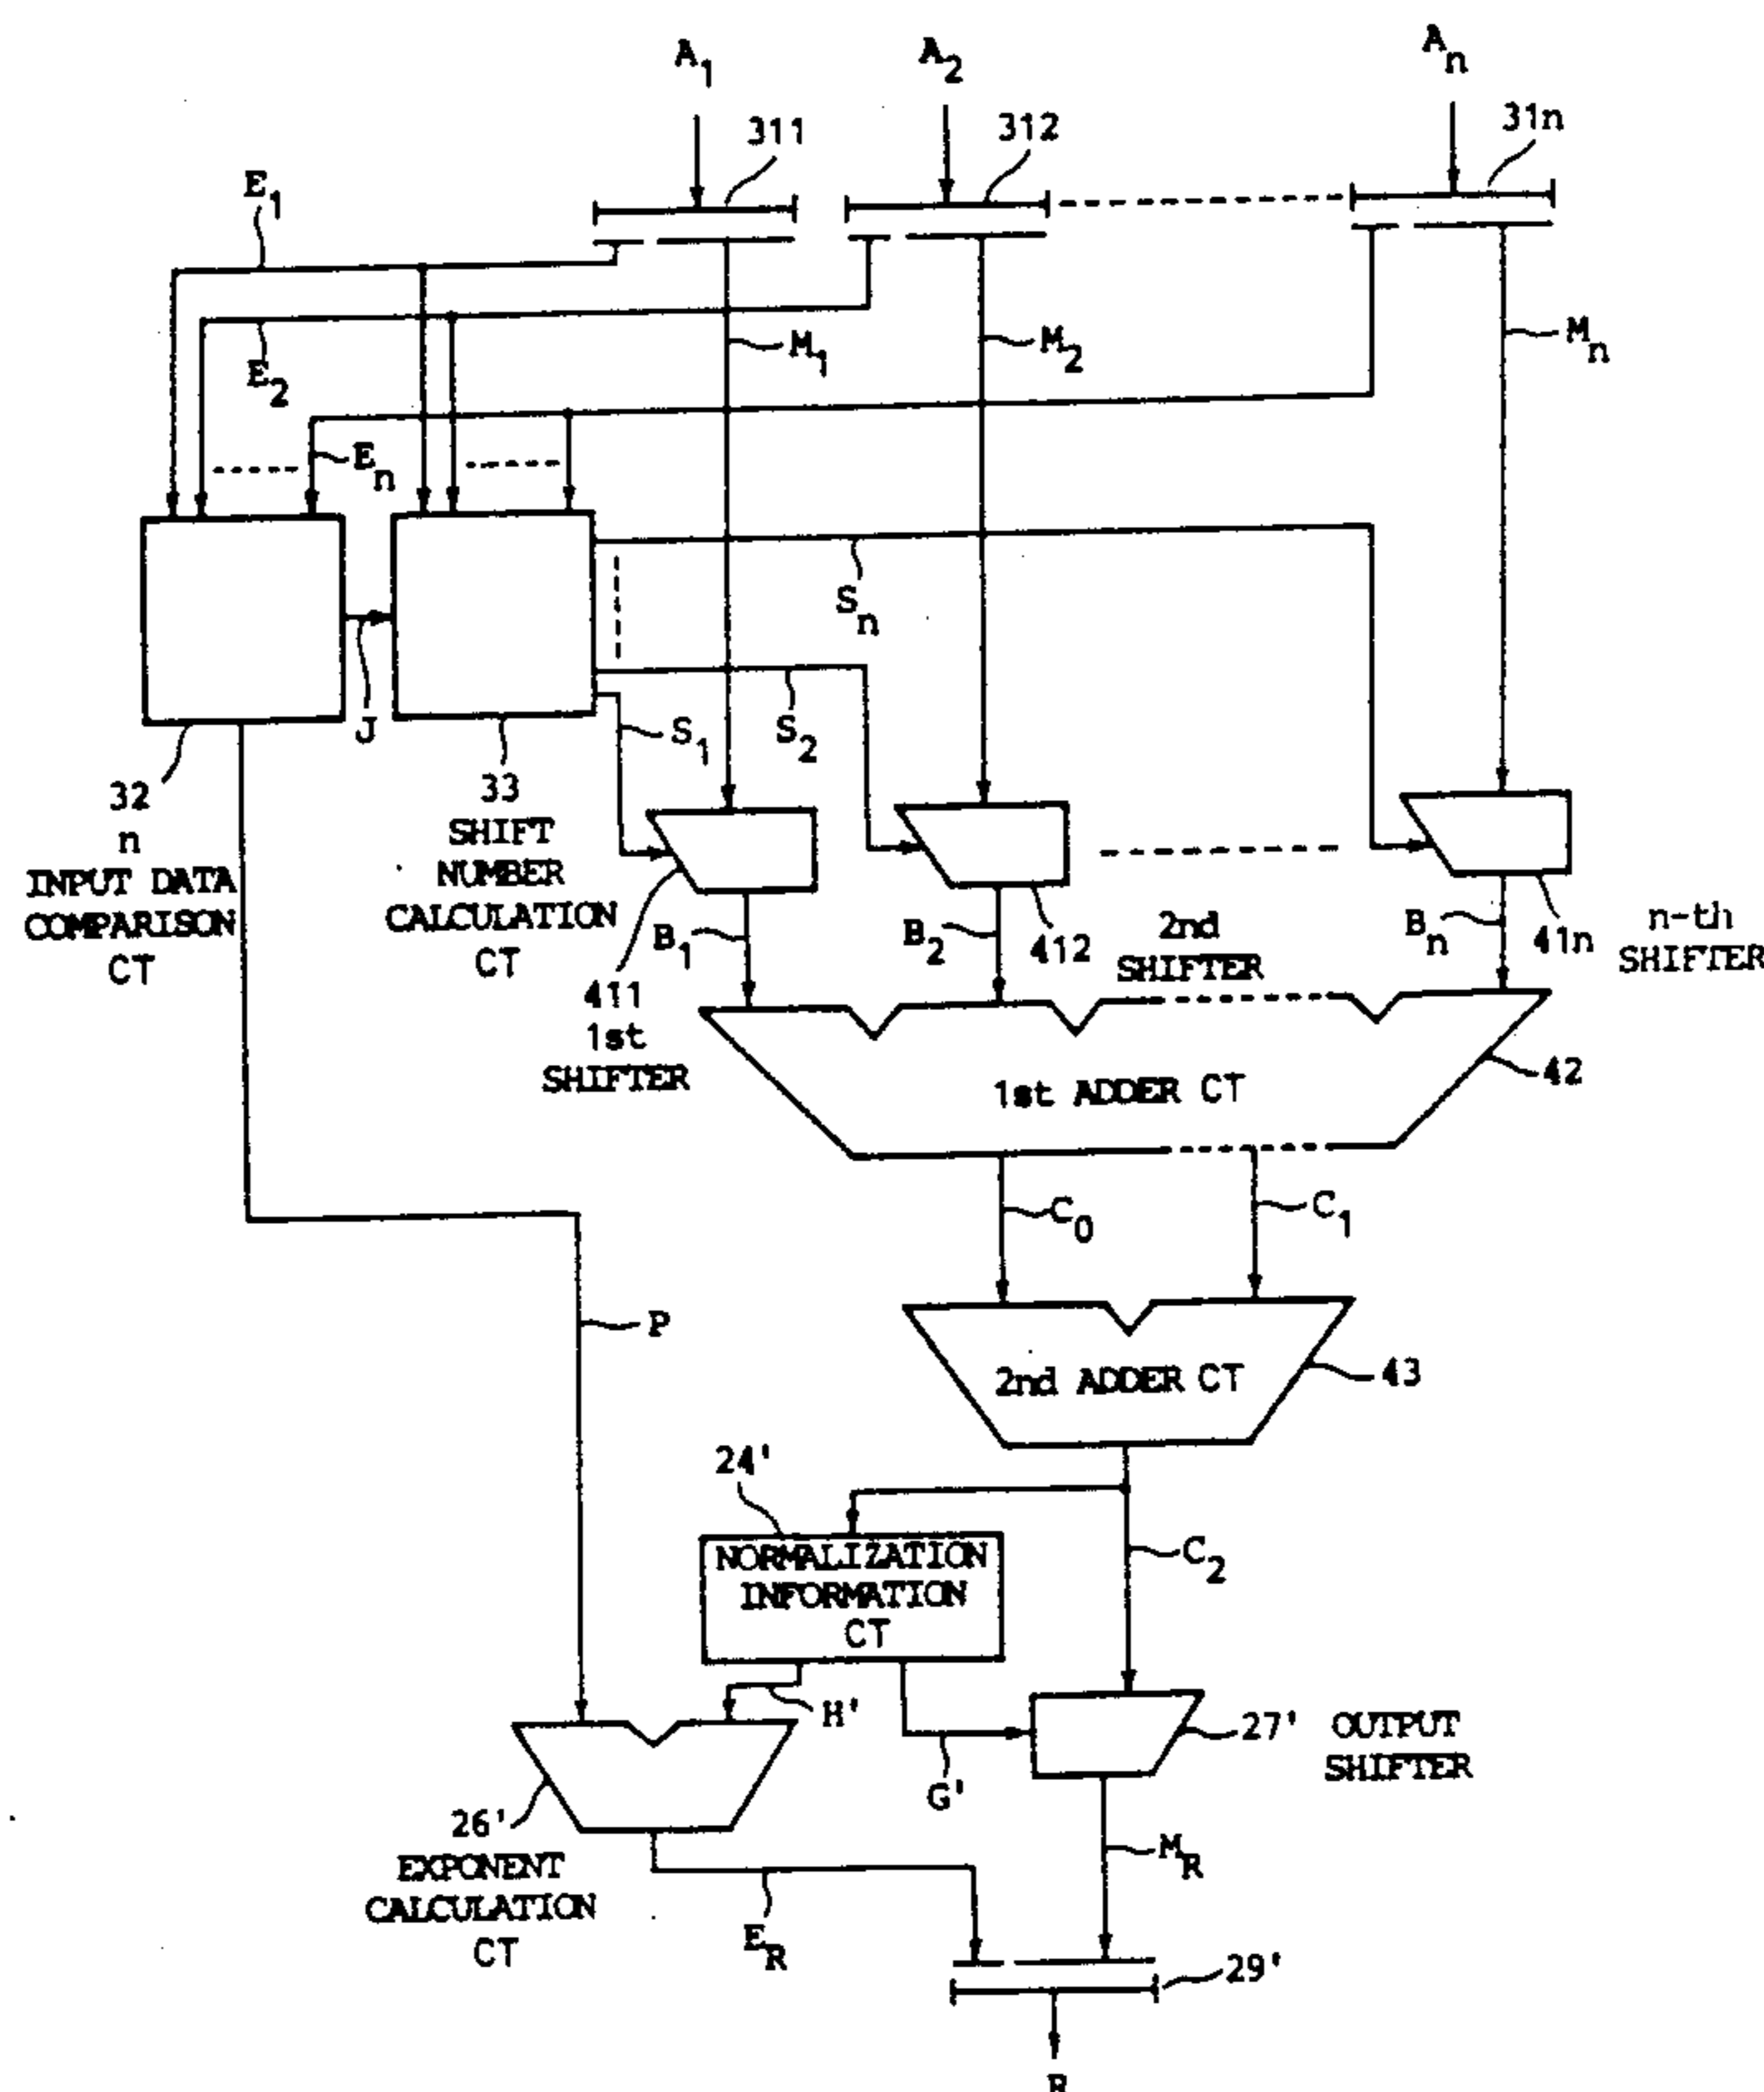 A1
A2
An
311
312
31n
E1
M1
M2
Mn
E2
En
Sn
J
S1
S2
32
n
INPUT DATA
COMPARISON
CT
33
SHIFT
NUMBER
CALCULATION
CT
B1
B2
Bn
411
1st
SHIFTER
412
2nd
SHIFTER
41n
n-th
SHIFTER
1st ADDER CT
42
C0
C1
P
2nd ADDER CT
43
24'
NORMALIZATION
INFORMATION
CT
C2
H'
G'
27'
OUTPUT
SHIFTER
26'
EXPONENT
CALCULATION
CT
MR
ER
29'
R